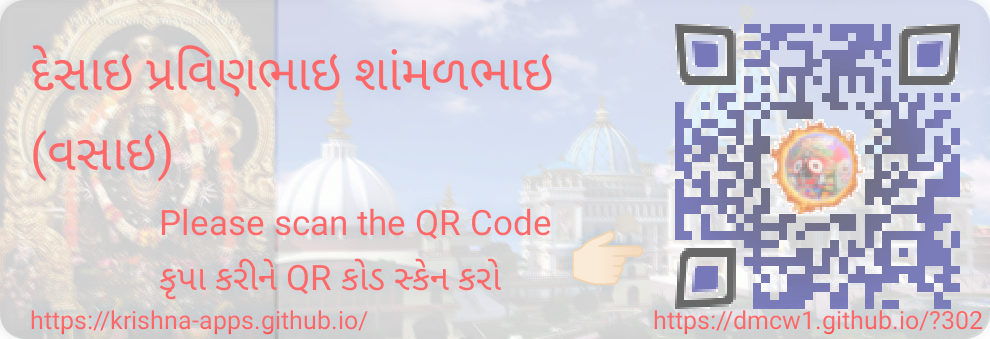 દેસાઇ પ્રવિણભાઇ શાંમળભાઇ
(વસાઇ)
Please scan the QR Code
કૃપા કરીને QR કોડ સ્કેન કરો
https://krishna-apps.github.io/
https://dmcw1.github.io/?302